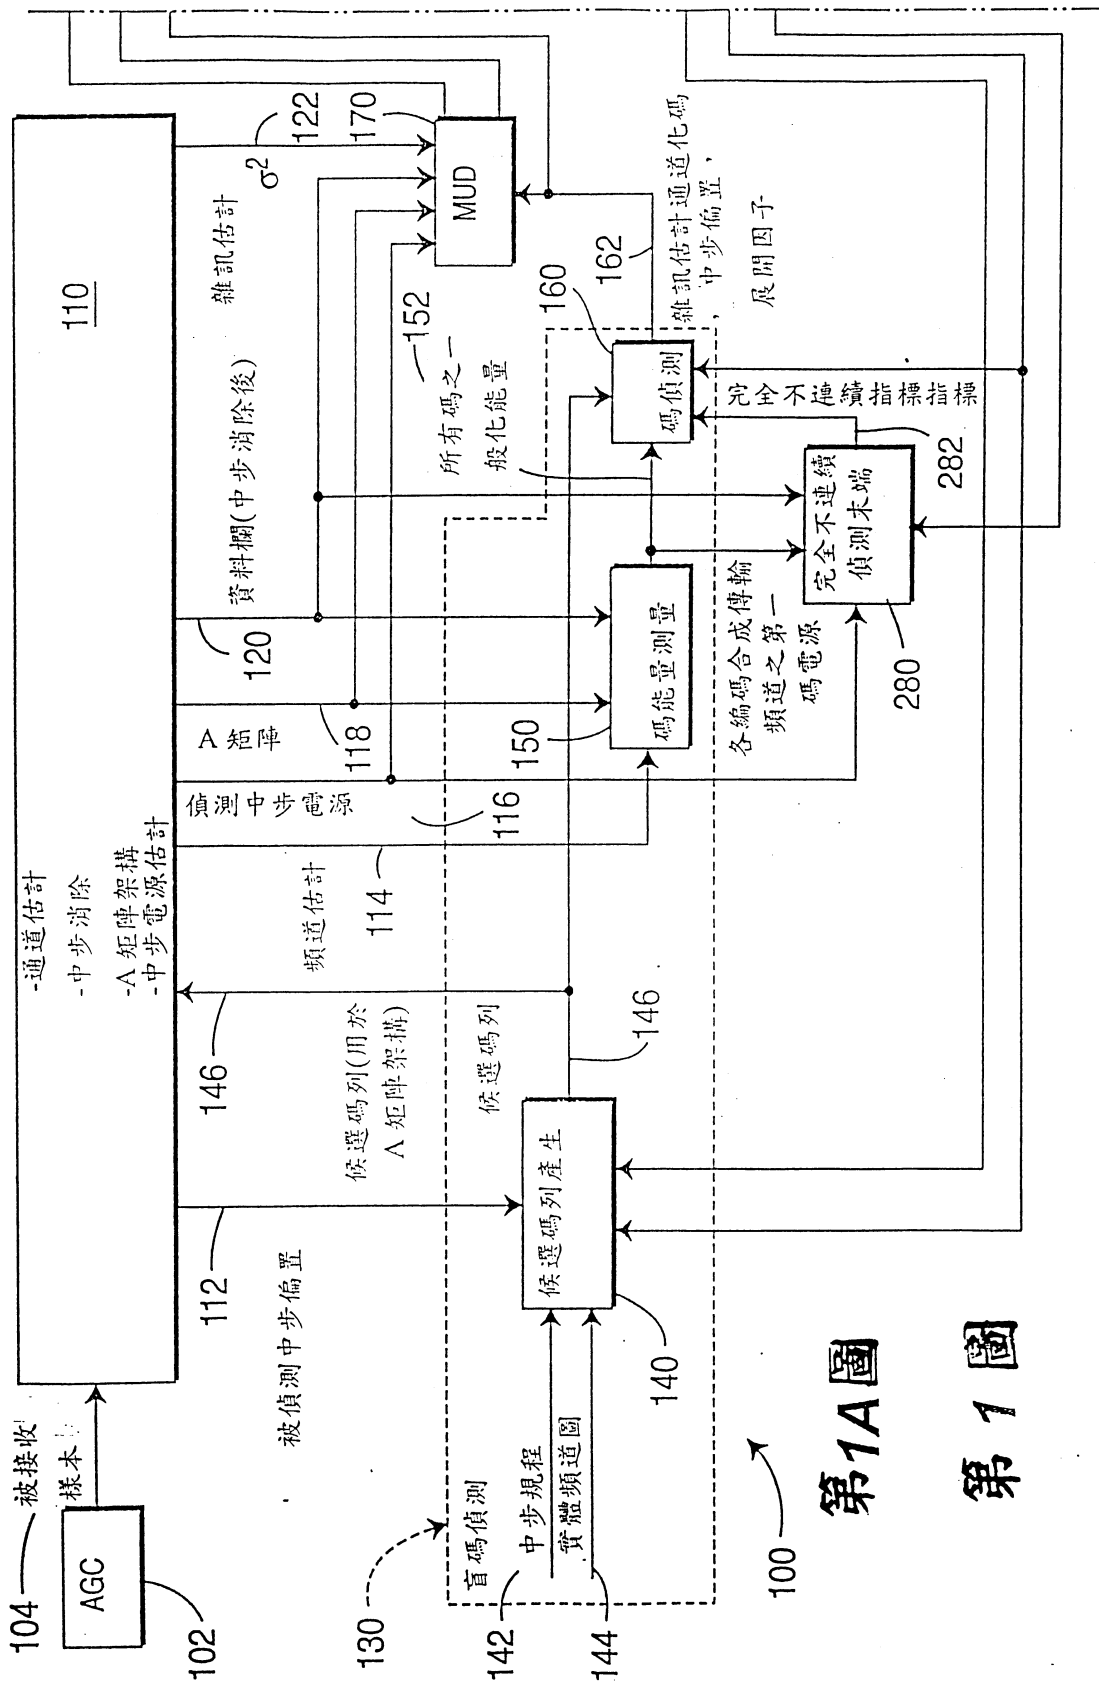 104
被接收
樣本
AGC
102
-通道估計
-中步消除
-A矩陣架構
-中步電源估計
110
112
被偵測中步偏置
146
候選碼列(用於
A矩陣架構)
頻道估計
114
偵測中步電源
116
A矩陣
118
120
資料欄(中步消除後)
雜訊估計
σ²
122
170
MUD
130
盲碼偵測
142
中步規程
實體頻道圖
144
候選碼列產生
140
候選碼列
146
150
碼能量測量
152
所有碼之一
般化能量
160
碼偵測
162
雜訊估計通道化碼
,中步偏置,
展開因子
各編碼合成傳輸
頻道之第一
碼電源
完全不連續指標指標
完全不連續
偵測末端
280
282
100
第1A圖
第1圖